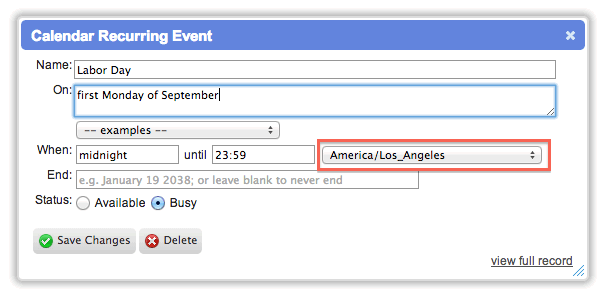 Calendar Recurring Event
Name: Labor Day
On: first Monday of September
-- examples --
When: midnight until 23:59 America/Los_Angeles
End: e.g. January 19 2038; or leave blank to never end
Status: Available Busy
Save Changes Delete
view full record